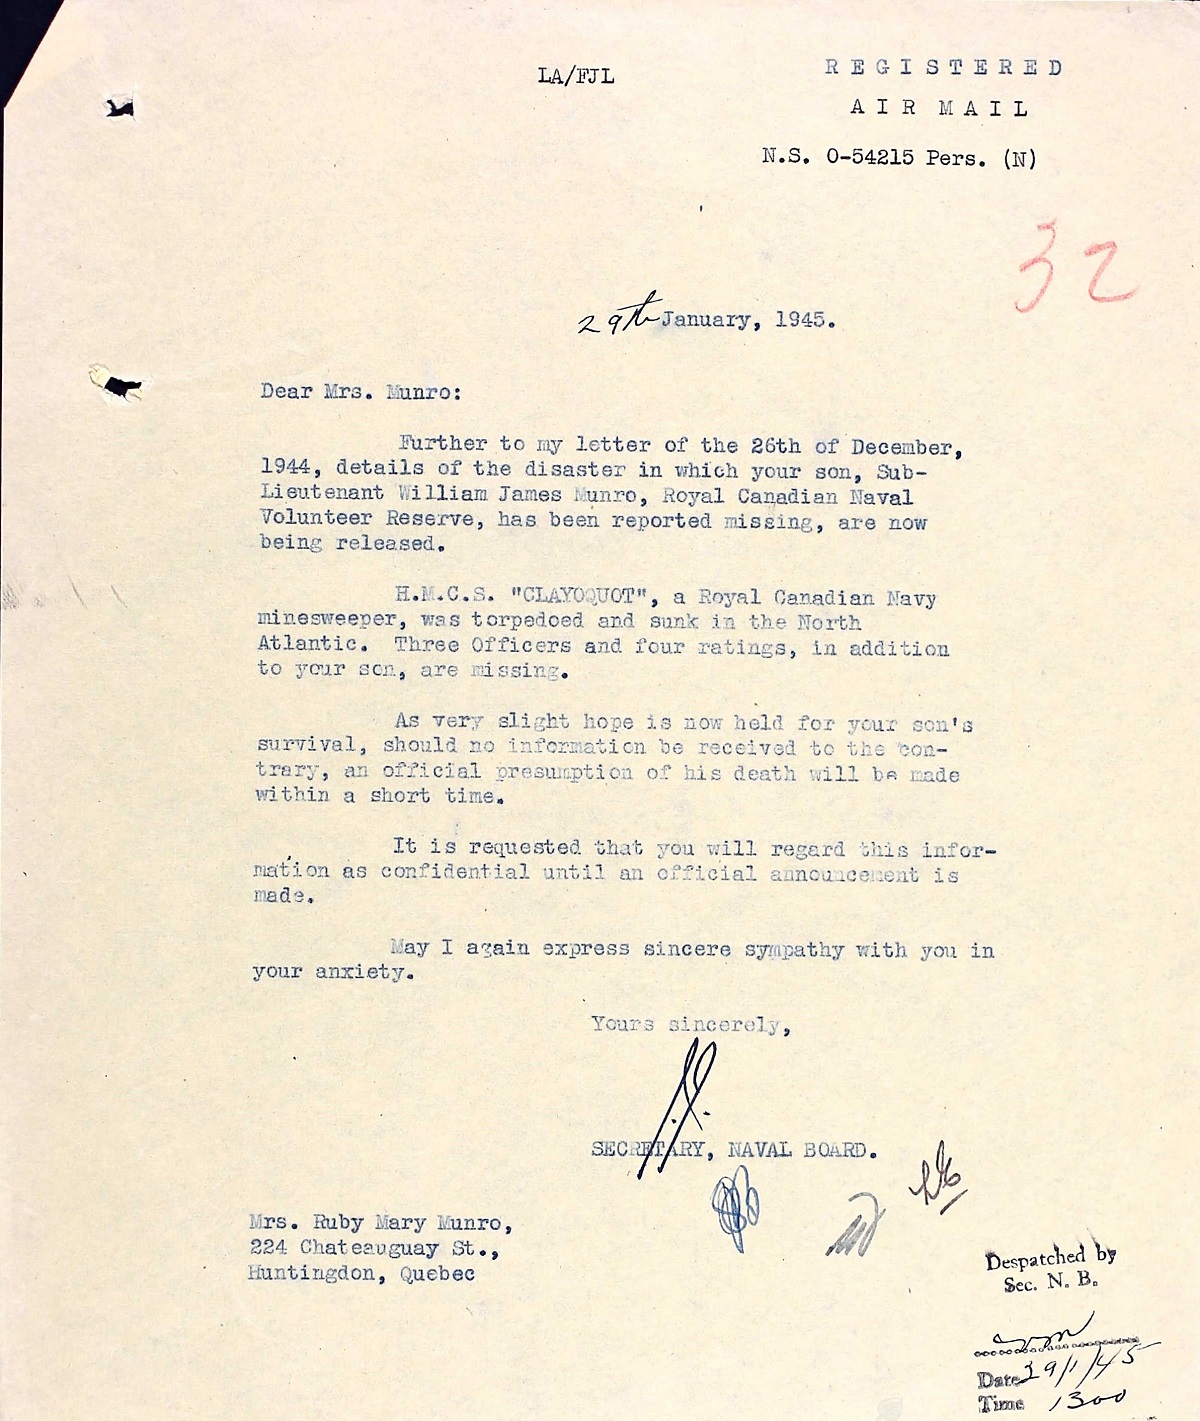 LA/FJL
REGISTERED
AIR MAIL
N.S. O-54215 Pers. (N)
32
29th January, 1945.
Dear Mrs. Munro:
Further to my letter of the 26th of December,
1944, details of the disaster in which your son, Sub-
Lieutenant William James Munro, Royal Canadian Naval
Volunteer Reserve, has been reported missing, are now
being released.
H.M.C.S. "CLAYOQUOT", a Royal Canadian Navy
minesweeper, was torpedoed and sunk in the North
Atlantic. Three Officers and four ratings, in addition
to your son, are missing.
As very slight hope is now held for your son's
survival, should no information be received to the con-
trary, an official presumption of his death will be made
within a short time.
It is requested that you will regard this infor-
mation as confidential until an official announcement is
made.
May I again express sincere sympathy with you in
your anxiety.
Yours sincerely,
SECRETARY, NAVAL BOARD.
Mrs. Ruby Mary Munro,
224 Chateauguay St.,
Huntingdon, Quebec
Despatched by
Sec. N. B.
Date 29/1/45
Time 1300